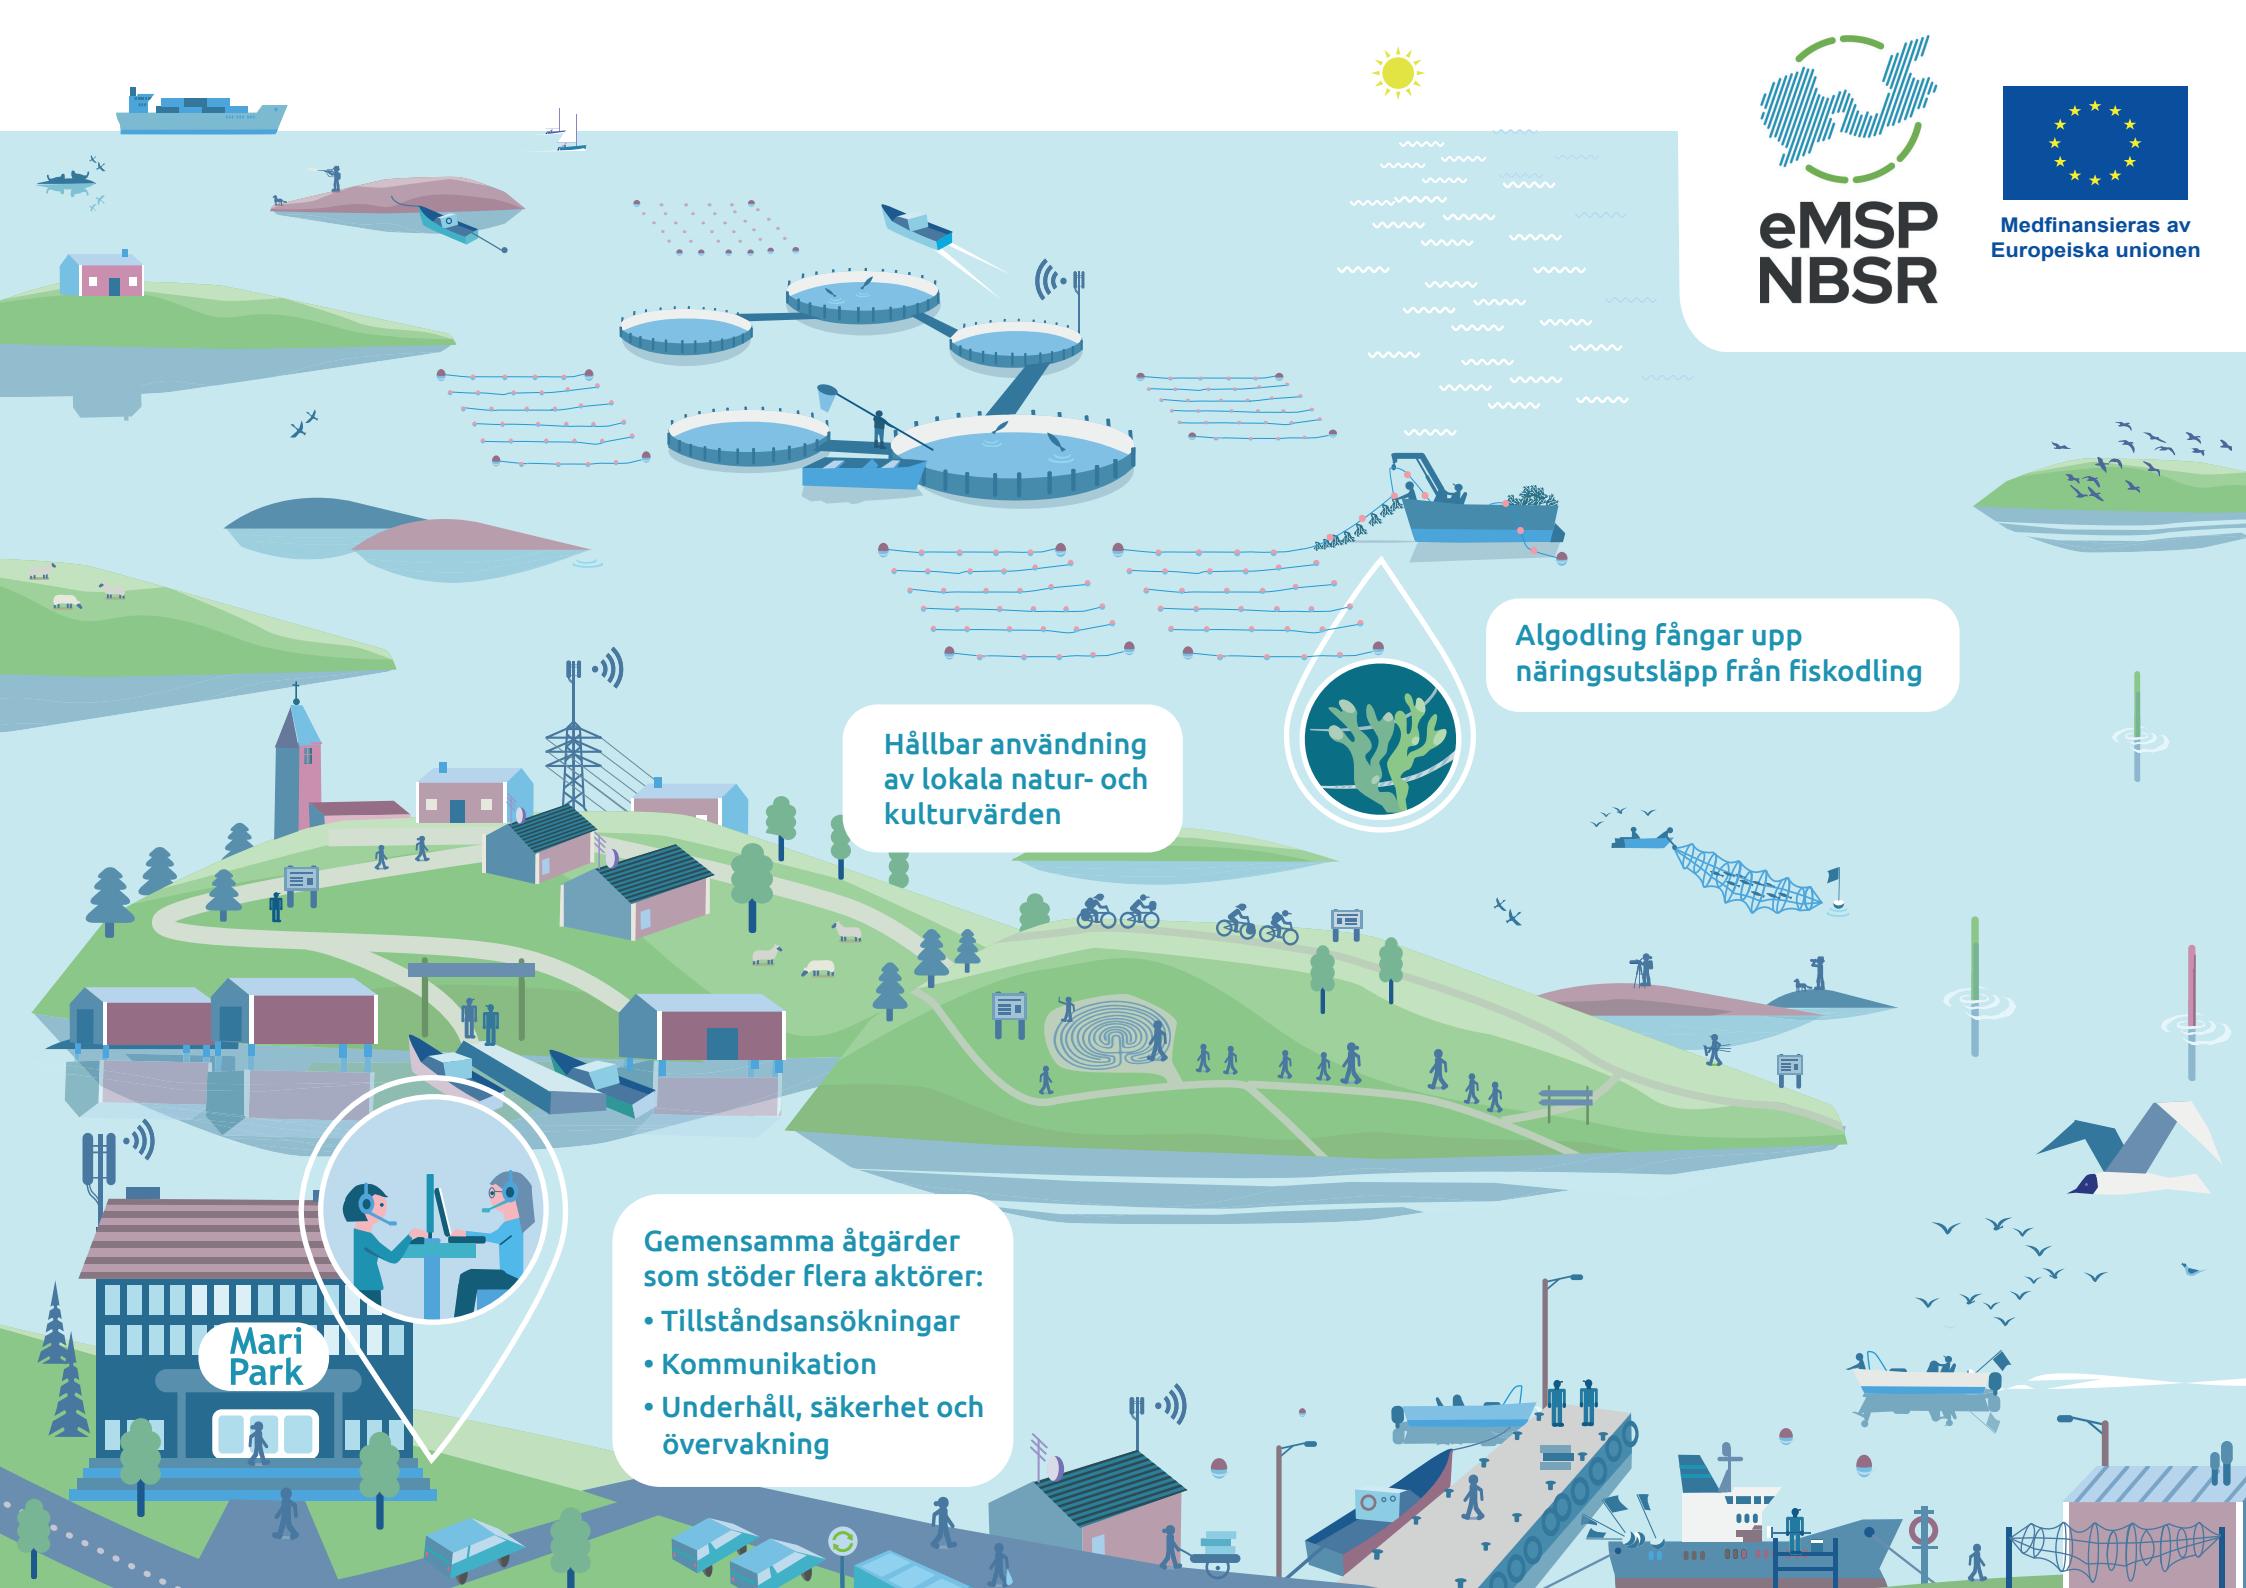 eMSP
NBSR
Medfinansieras av
Europeiska unionen
Algodling fångar upp
näringsutsläpp från fiskodling
Hållbar användning
av lokala natur- och
kulturvärden
Gemensamma åtgärder
som stöder flera aktörer:
• Tillståndsansökningar
• Kommunikation
• Underhåll, säkerhet och
övervakning
Mari
Park